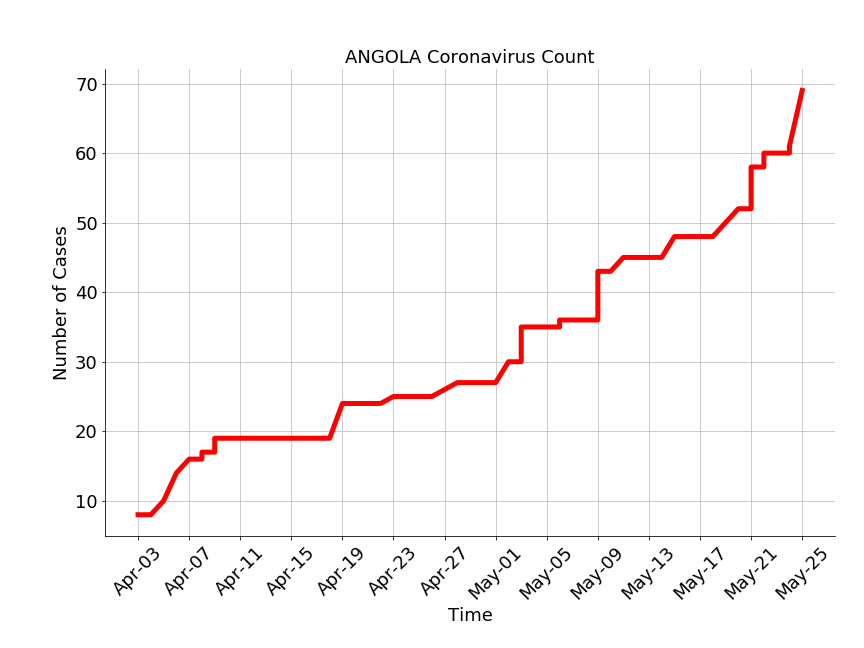 ANGOLA Coronavirus Count
70
60
50
40
30
20
10
Number of Cases
Apr-03
Apr-07
Apr-11
Apr-15
Apr-19
Apr-23
Apr-27
May-01
May-05
May-09
May-13
May-17
May-21
May-25
Time